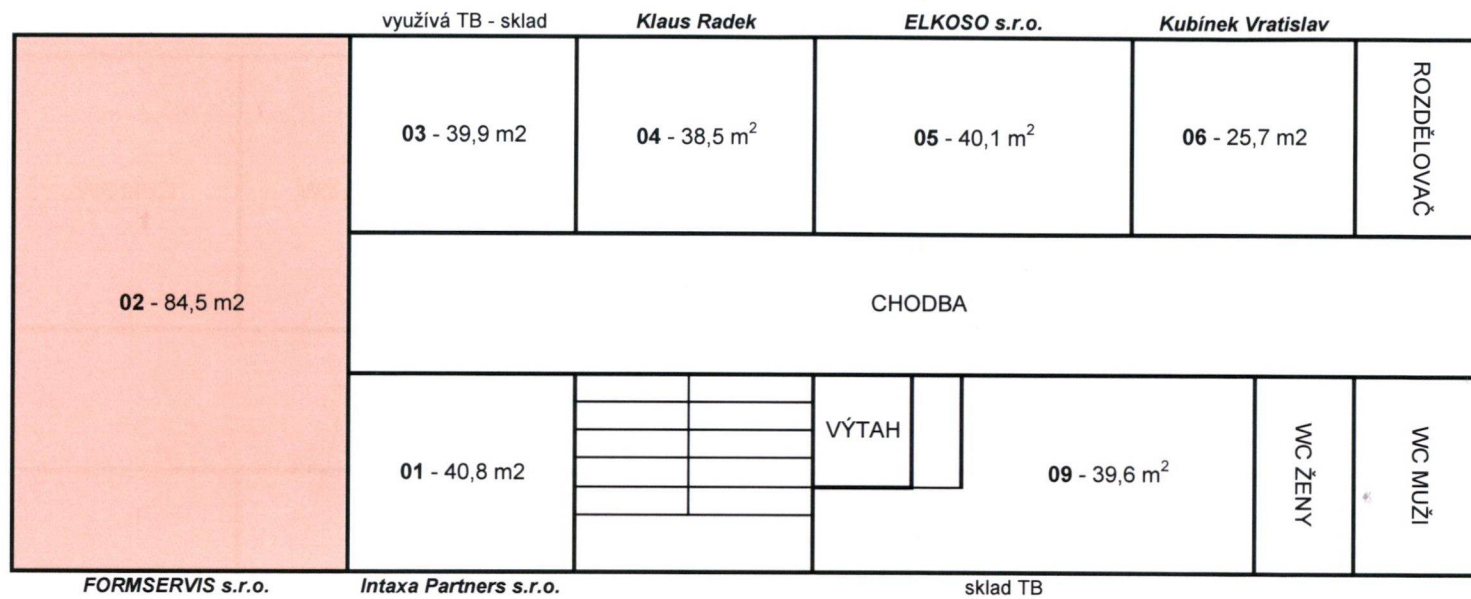 využívá TB - sklad
Klaus Radek
ELKOSO s.r.o.
Kubínek Vratislav
03 - 39,9 m2
04 - 38,5 m²
05 - 40,1 m²
06 - 25,7 m2
ROZDĚLOVAČ
02 - 84,5 m2
CHODBA
01 - 40,8 m2
VÝTAH
09 - 39,6 m²
WC ŽENY
WC MUŽI
FORMSERVIS s.r.o.
Intaxa Partners s.r.o.
sklad TB